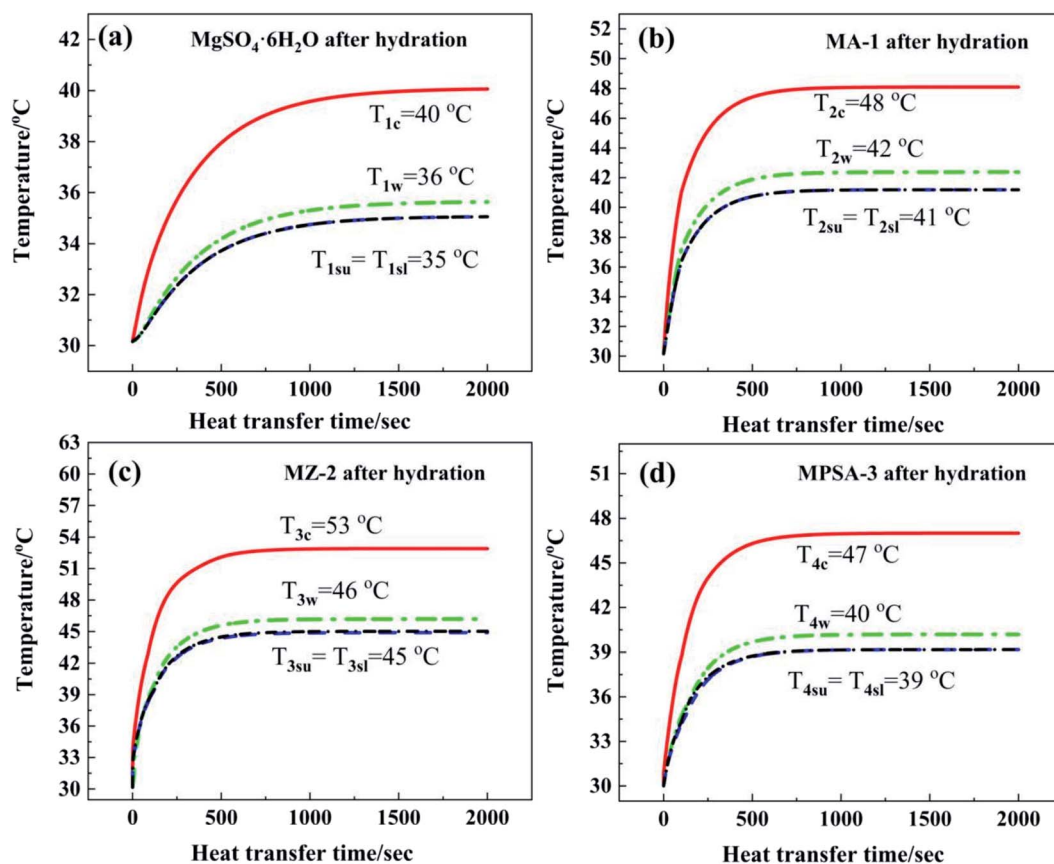 (a)
MgSO₄·6H₂O after hydration
42
40
38
36
34
32
30
T1c=40 °C
T1w=36 °C
T1su= T1sl=35 °C
0 500 1000 1500 2000
Temperature/°C
Heat transfer time/sec
(b)
MA-1 after hydration
52
50
48
46
44
42
40
38
36
34
32
30
T2c=48 °C
T2w=42 °C
T2su= T2sl=41 °C
0 500 1000 1500 2000
Temperature/°C
Heat transfer time/sec
(c)
MZ-2 after hydration
63
60
57
54
51
48
45
42
39
36
33
30
T3c=53 °C
T3w=46 °C
T3su= T3sl=45 °C
0 500 1000 1500 2000
Temperature/°C
Heat transfer time/sec
(d)
MPSA-3 after hydration
51
48
45
42
39
36
33
30
T4c=47 °C
T4w=40 °C
T4su= T4sl=39 °C
0 500 1000 1500 2000
Temperature/°C
Heat transfer time/sec